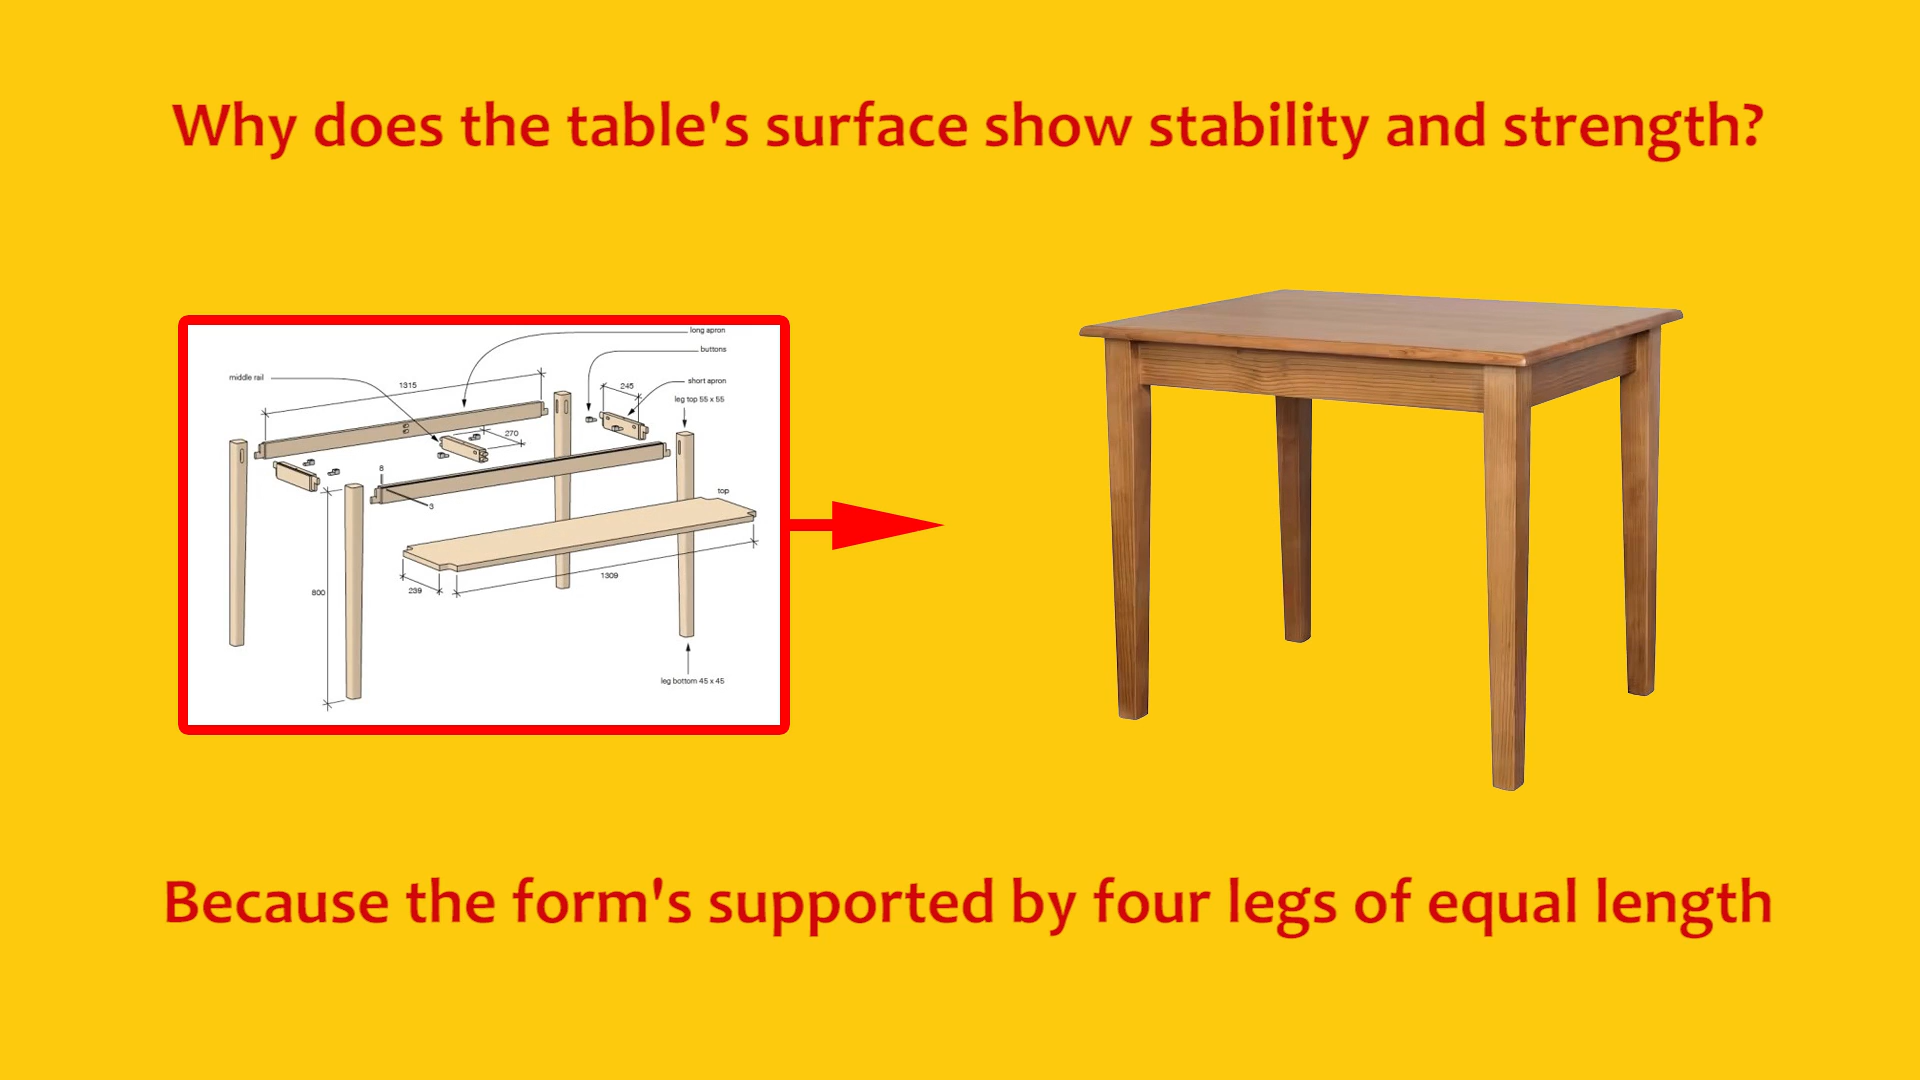 Why does the table's surface show stability and strength?
long apron
buttons
middle rail
1315
245
short apron
leg top 55 x 55
270
8
3
top
800
239
1309
leg bottom 45 x 45
Because the form's supported by four legs of equal length